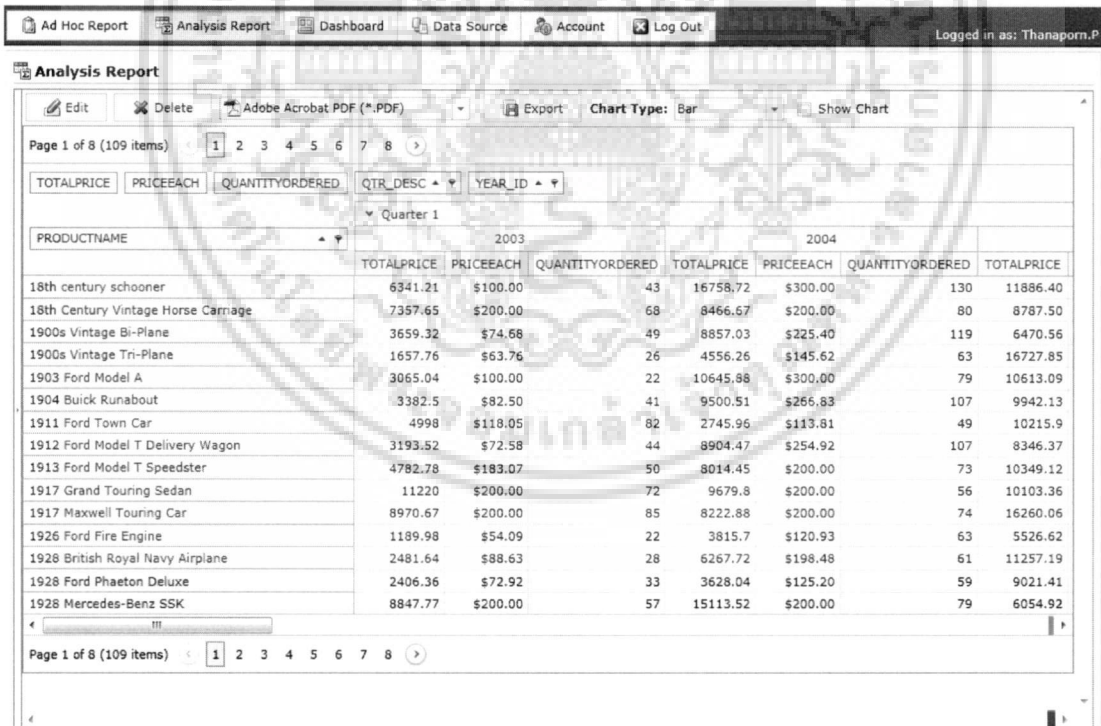 Ad Hoc Report Analysis Report Dashboard Data Source Account Log Out Logged in as: Thanaporn.P
Analysis Report
Edit Delete Adobe Acrobat PDF (*.PDF) Export Chart Type: Bar Show Chart
Page 1 of 8 (109 items) 1 2 3 4 5 6 7 8
TOTALPRICE PRICEEACH QUANTITYORDERED QTR_DESC YEAR_ID
Quarter 1
PRODUCTNAME 2003 2004
TOTALPRICE PRICEEACH QUANTITYORDERED TOTALPRICE PRICEEACH QUANTITYORDERED TOTALPRICE
18th century schooner 6341.21 $100.00 43 16758.72 $300.00 130 11886.40
18th Century Vintage Horse Carriage 7357.65 $200.00 68 8466.67 $200.00 80 8787.50
1900s Vintage Bi-Plane 3659.32 $74.68 49 8857.03 $225.40 119 6470.56
1900s Vintage Tri-Plane 1657.76 $63.76 26 4556.26 $145.62 63 16727.85
1903 Ford Model A 3065.04 $100.00 22 10645.88 $300.00 79 10613.09
1904 Buick Runabout 3382.5 $82.50 41 9500.51 $266.83 107 9942.13
1911 Ford Town Car 4998 $118.05 82 2745.96 $113.81 49 10215.9
1912 Ford Model T Delivery Wagon 3193.52 $72.58 44 8904.47 $254.92 107 8346.37
1913 Ford Model T Speedster 4782.78 $183.07 50 8014.45 $200.00 73 10349.12
1917 Grand Touring Sedan 11220 $200.00 72 9679.8 $200.00 56 10103.36
1917 Maxwell Touring Car 8970.67 $200.00 85 8222.88 $200.00 74 16260.06
1926 Ford Fire Engine 1189.98 $54.09 22 3815.7 $120.93 63 5526.62
1928 British Royal Navy Airplane 2481.64 $88.63 28 6267.72 $198.48 61 11257.19
1928 Ford Phaeton Deluxe 2406.36 $72.92 33 3628.04 $125.20 59 9021.41
1928 Mercedes-Benz SSK 8847.77 $200.00 57 15113.52 $200.00 79 6054.92
Page 1 of 8 (109 items) 1 2 3 4 5 6 7 8